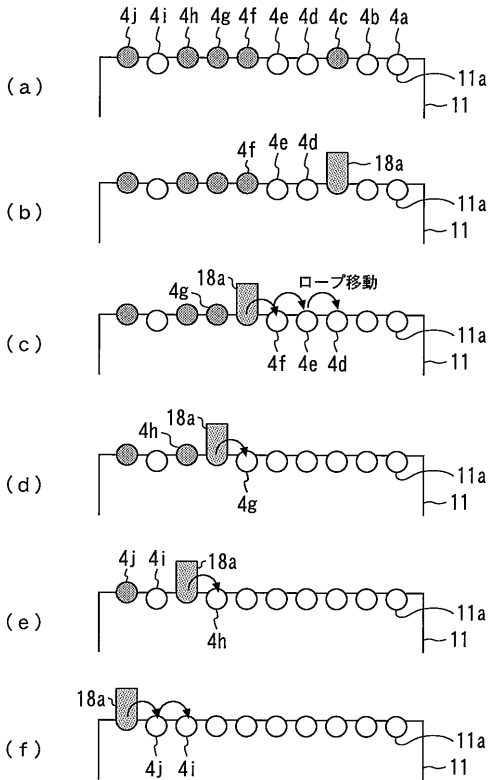 4j 4i 4h 4g 4f 4e 4d 4c 4b 4a
(a)
11a
11
4f 4e 4d
18a
(b)
11a
11
18a
ロープ移動
4g
(c)
11a
4f 4e 4d
11
18a
4h
(d)
11a
4g
11
4j 4i
18a
(e)
11a
4h
11
18a
(f)
11a
4j 4i
11